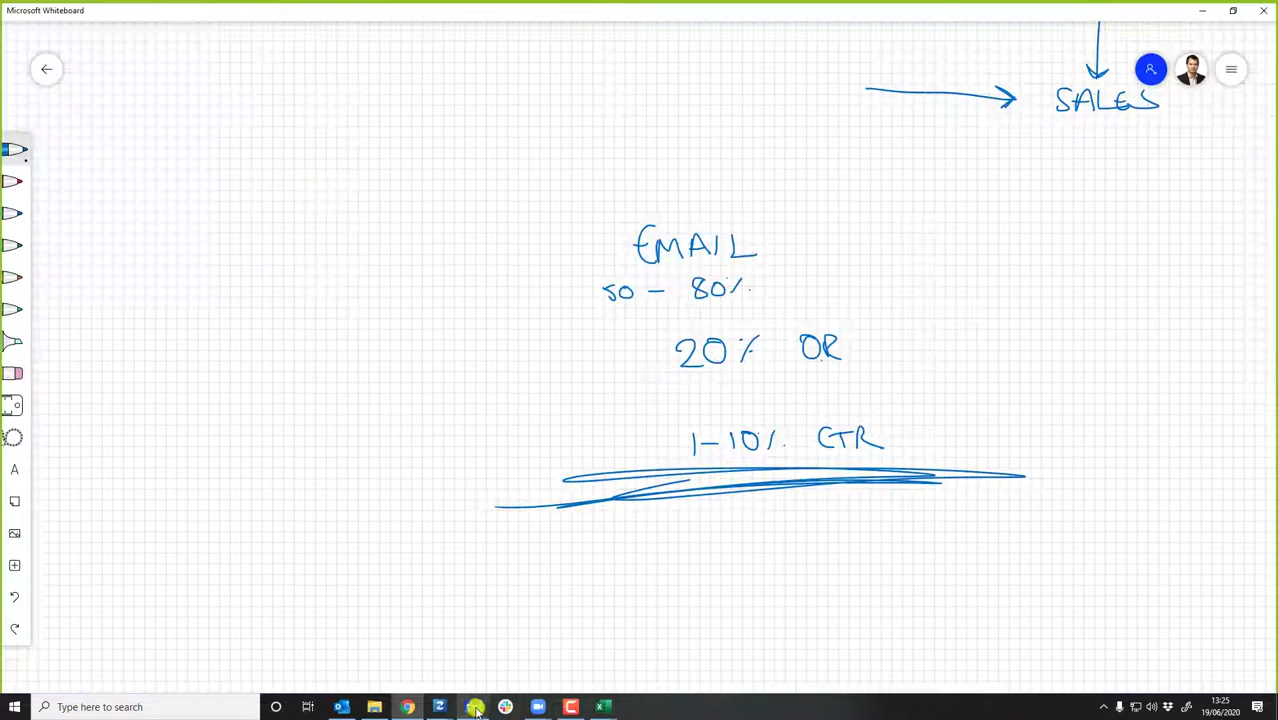 Microsoft Whiteboard
SALES
EMAIL
50 - 80%
20% OR
1-10% CTR
A
Type here to search
13:25
19/06/2020